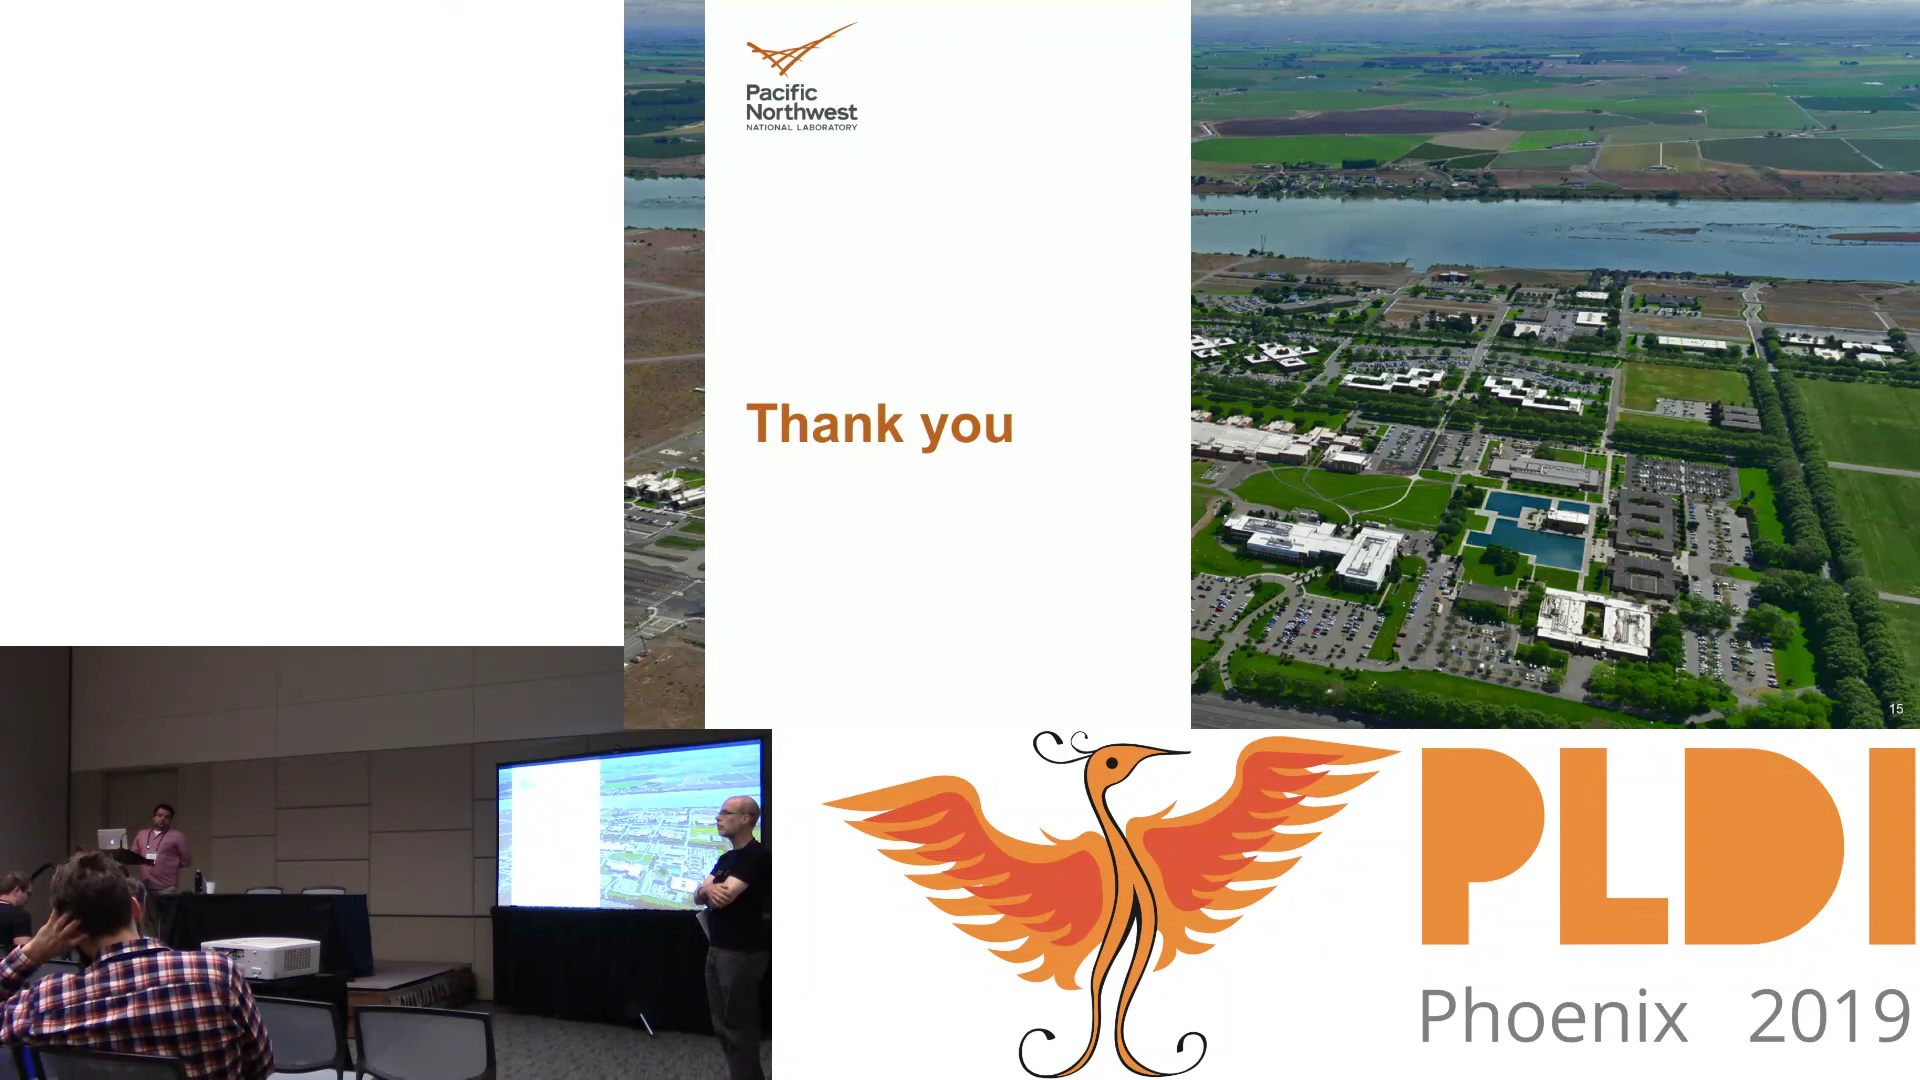 Pacific
Northwest
NATIONAL LABORATORY
Thank you
15
PLDI
Phoenix 2019